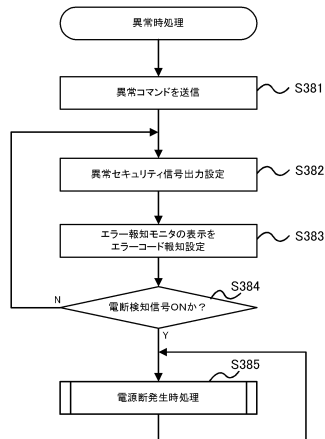 異常時処理
異常コマンドを送信
S381
異常セキュリティ信号出力設定
S382
エラー報知モニタの表示を
エラーコード報知設定
S383
S384
電断検知信号ONか？
N
Y
S385
電源断発生時処理